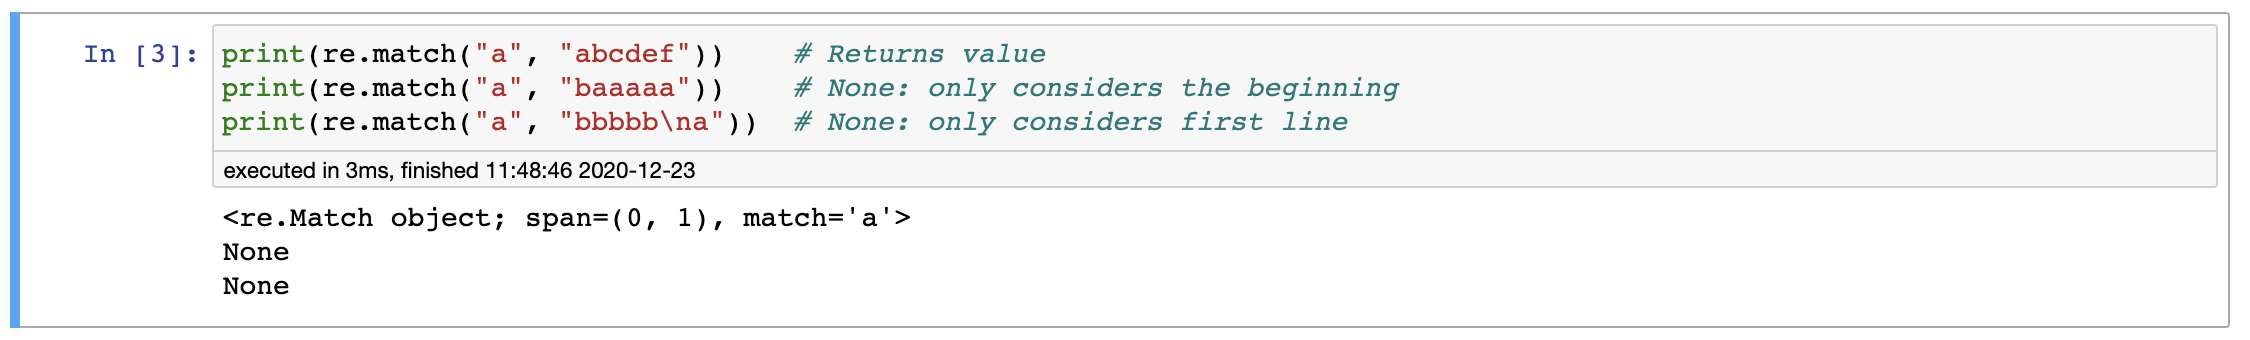 In [3]: print(re.match("a", "abcdef"))    # Returns value
print(re.match("a", "baaaaa"))    # None: only considers the beginning
print(re.match("a", "bbbbb\na"))  # None: only considers first line
executed in 3ms, finished 11:48:46 2020-12-23
<re.Match object; span=(0, 1), match='a'>
None
None